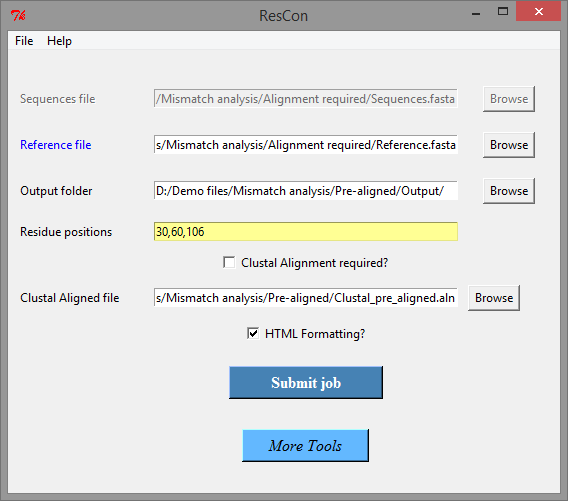 ResCon
File Help
Sequences file /Mismatch analysis/Alignment required/Sequences.fasta Browse
Reference file s/Mismatch analysis/Alignment required/Reference.fasta Browse
Output folder D:/Demo files/Mismatch analysis/Pre-aligned/Output/ Browse
Residue positions 30,60,106
Clustal Alignment required?
Clustal Aligned file s/Mismatch analysis/Pre-aligned/Clustal_pre_aligned.aln Browse
HTML Formatting?
Submit job
More Tools